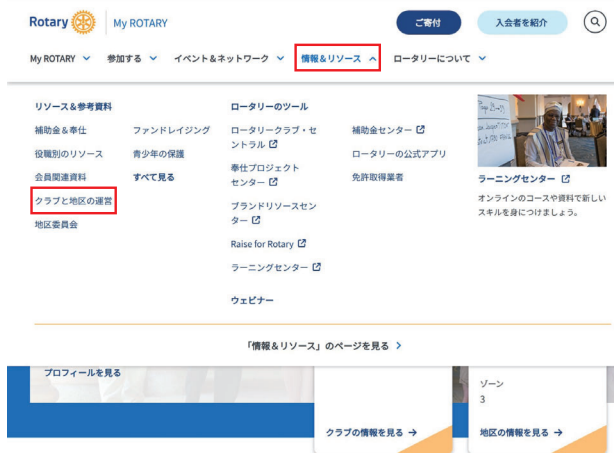 Rotary My ROTARY ご寄付 入会者を紹介
My ROTARY 参加する イベント＆ネットワーク 情報＆リソース ロータリーについて
リソース＆参考資料
補助金＆奉仕
役職別のリソース
会員関連資料
クラブと地区の運営
地区委員会
ファンドレイジング
青少年の保護
すべて見る
ロータリーのツール
ロータリークラブ・セ
ントラル
奉仕プロジェクト
センター
ブランドリソースセン
ター
Raise for Rotary
ラーニングセンター
ウェビナー
補助金センター
ロータリーの公式アプリ
免許取得業者
ラーニングセンター
オンラインのコースや資料で新しい
スキルを身につけましょう。
「情報＆リソース」のページを見る
プロフィールを見る
クラブの情報を見る →
ゾーン
3
地区の情報を見る →